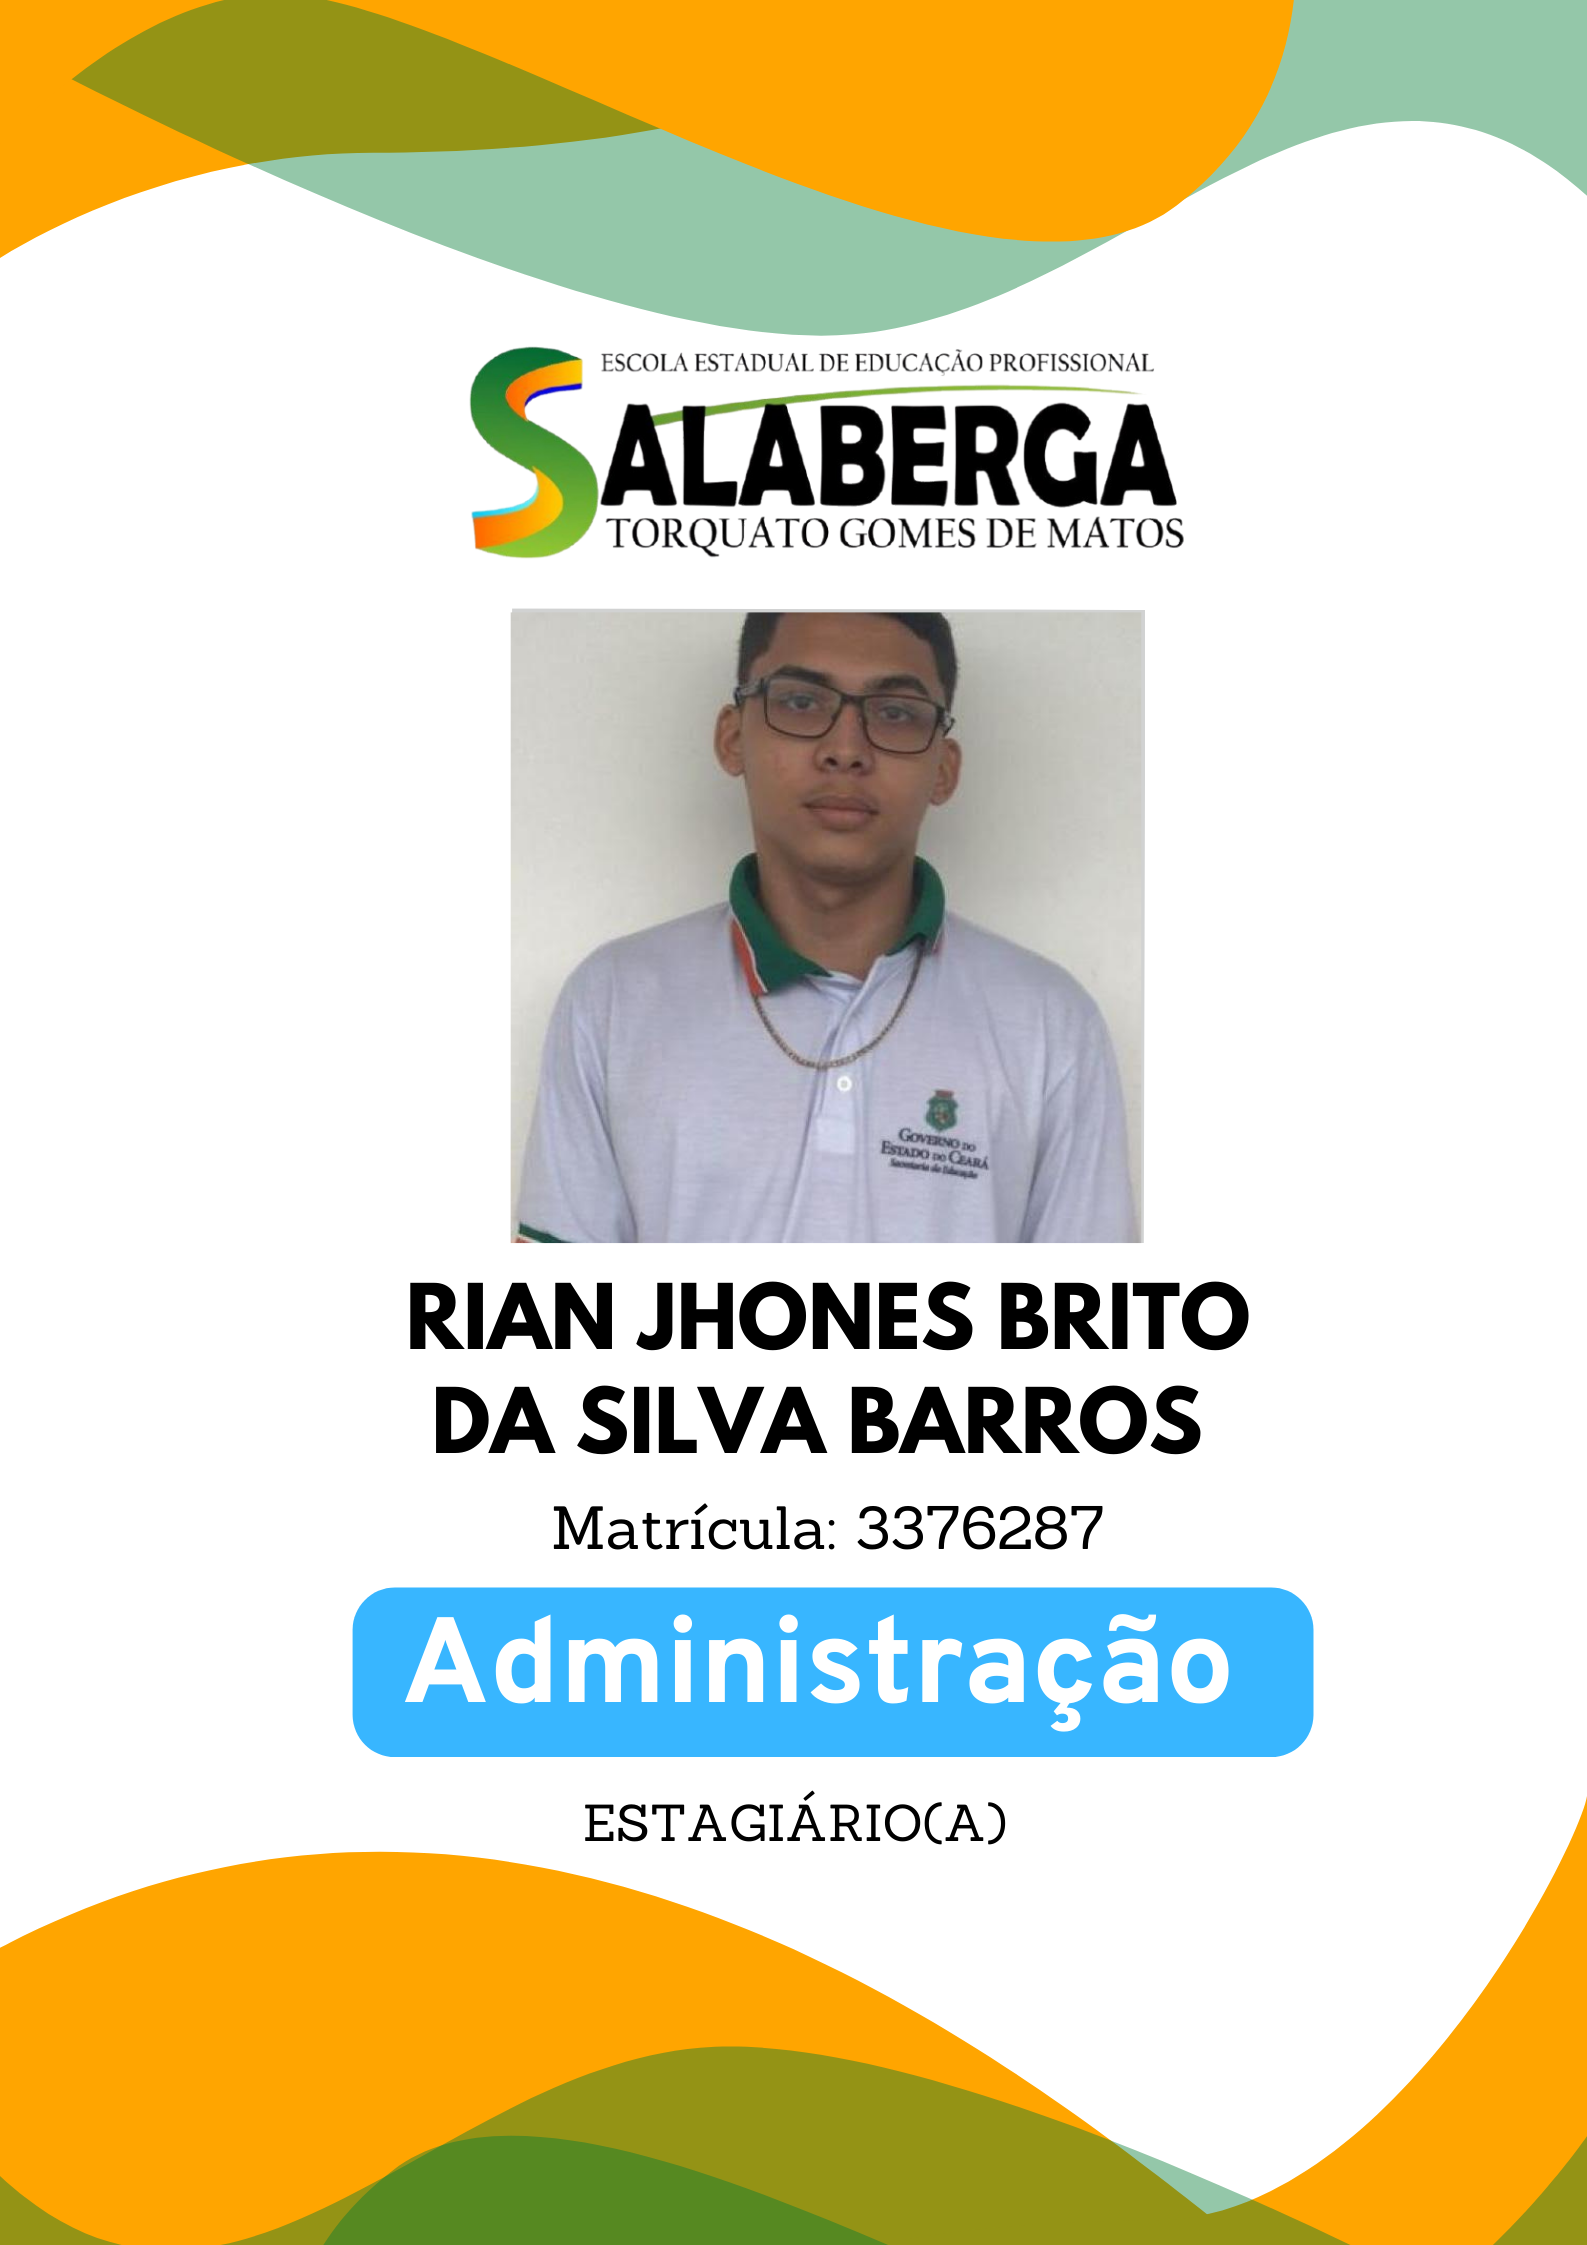 ESCOLA ESTADUAL DE EDUCAÇÃO PROFISSIONAL
SALABERGA
TORQUATO GOMES DE MATOS
GOVERNO DO
ESTADO DO CEARÁ
Secretaria da Educação
RIAN JHONES BRITO
DA SILVA BARROS
Matrícula: 3376287
Administração
ESTAGIÁRIO(A)